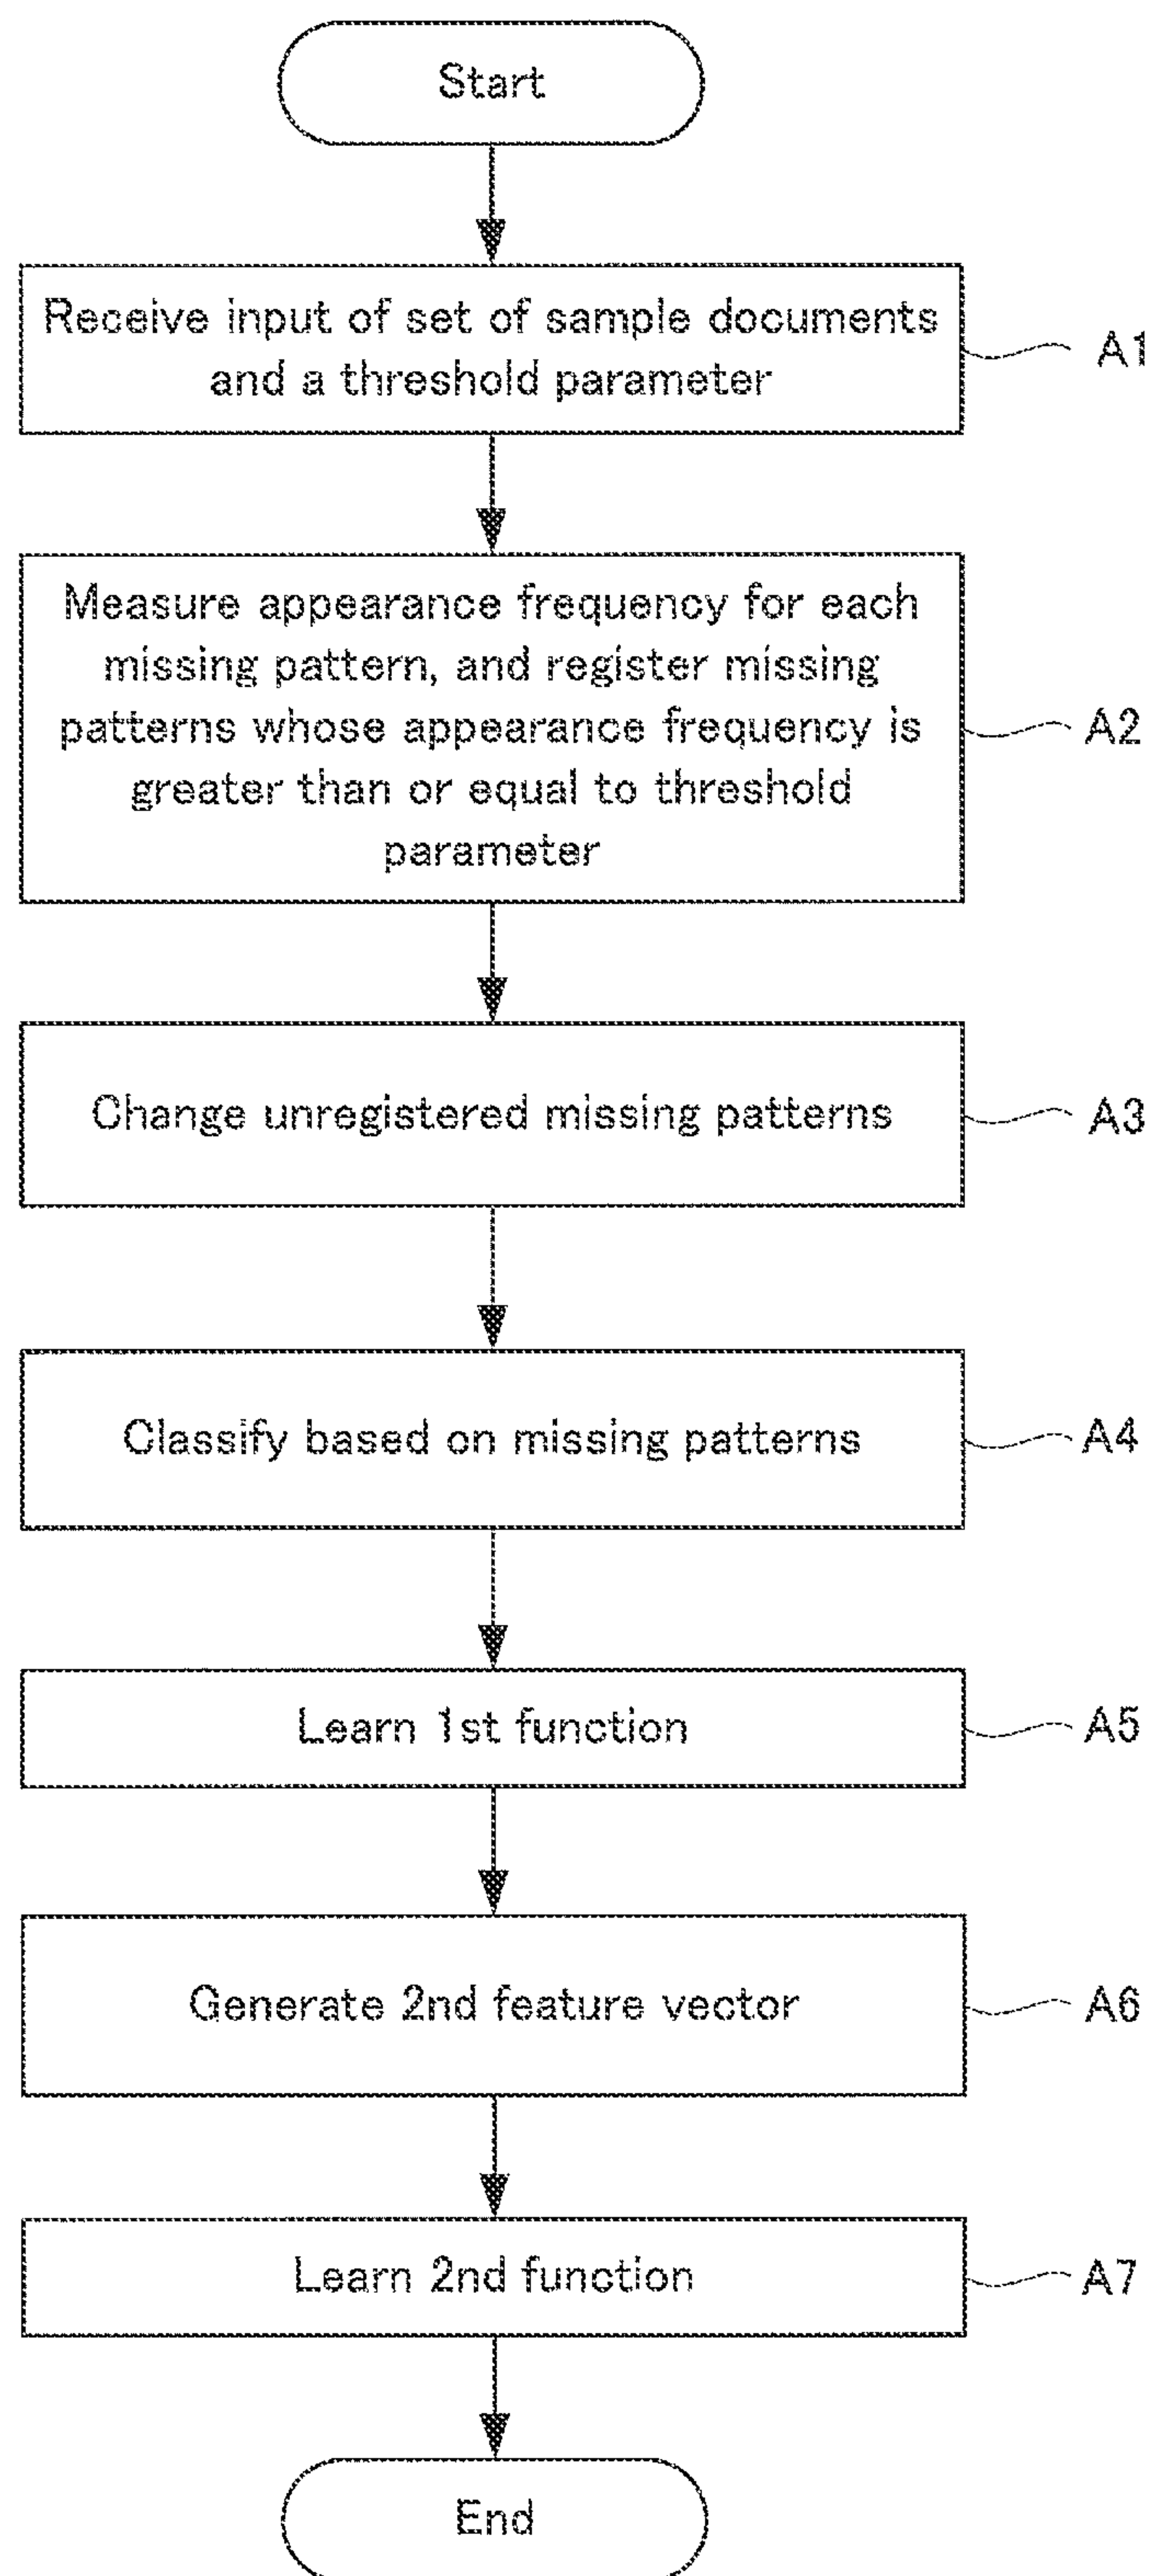 Start
Receive input of set of sample documents
and a threshold parameter
A1
Measure appearance frequency for each
missing pattern, and register missing
patterns whose appearance frequency is
greater than or equal to threshold
parameter
A2
Change unregistered missing patterns
A3
Classify based on missing patterns
A4
Learn 1st function
A5
Generate 2nd feature vector
A6
Learn 2nd function
A7
End